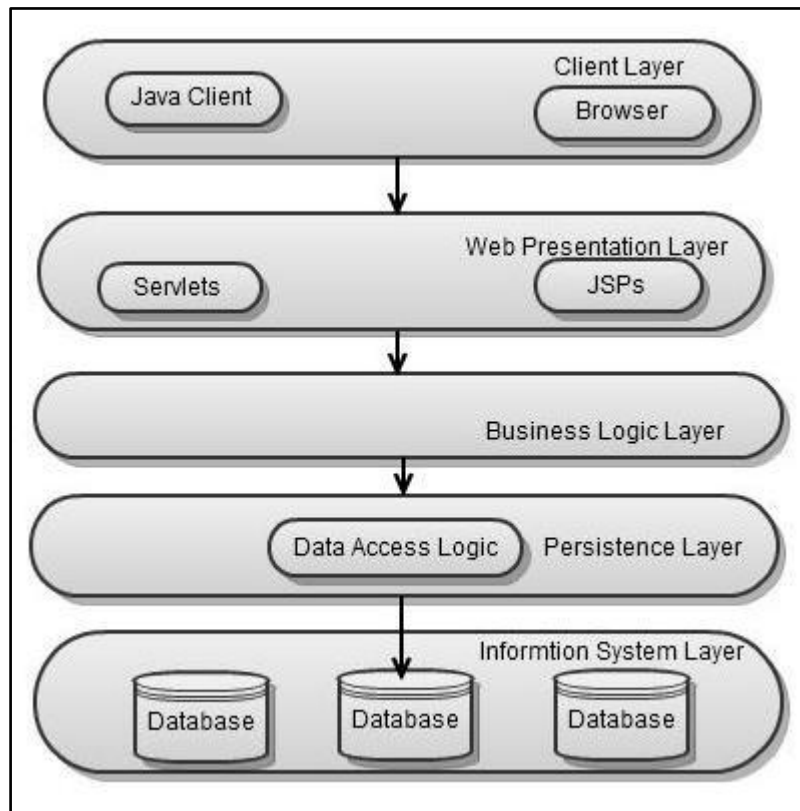 Client Layer
Java Client
Browser
Web Presentation Layer
Servlets
JSPs
Business Logic Layer
Data Access Logic
Persistence Layer
Informtion System Layer
Database
Database
Database